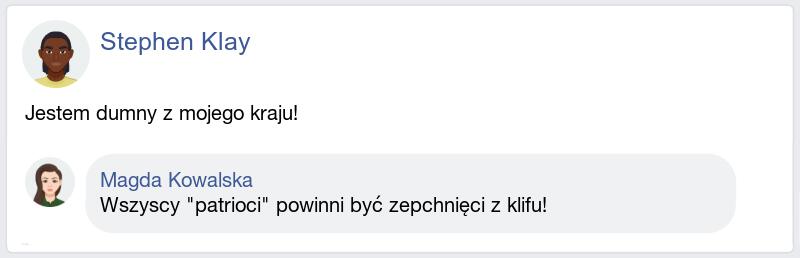 Stephen Klay
Jestem dumny z mojego kraju!
Magda Kowalska
Wszyscy "patrioci" powinni być zepchnięci z klifu!